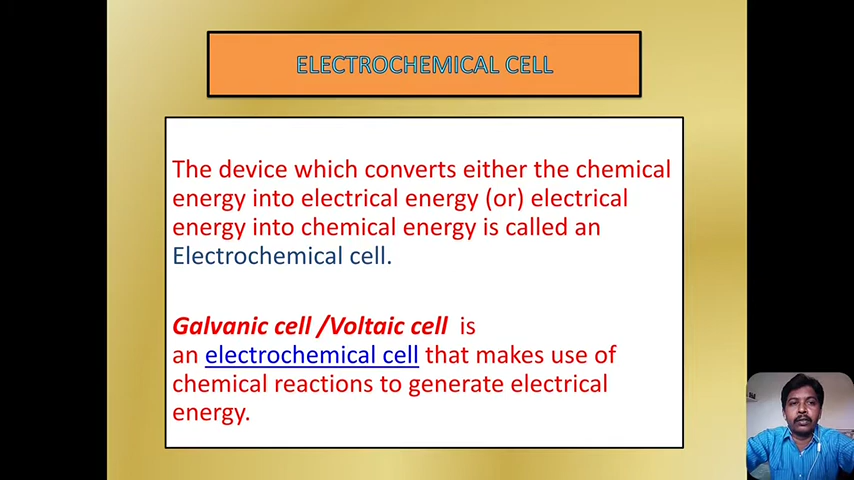 ELECTROCHEMICAL CELL
The device which converts either the chemical
energy into electrical energy (or) electrical
energy into chemical energy is called an
Electrochemical cell.
Galvanic cell /Voltaic cell is
an electrochemical cell that makes use of
chemical reactions to generate electrical
energy.